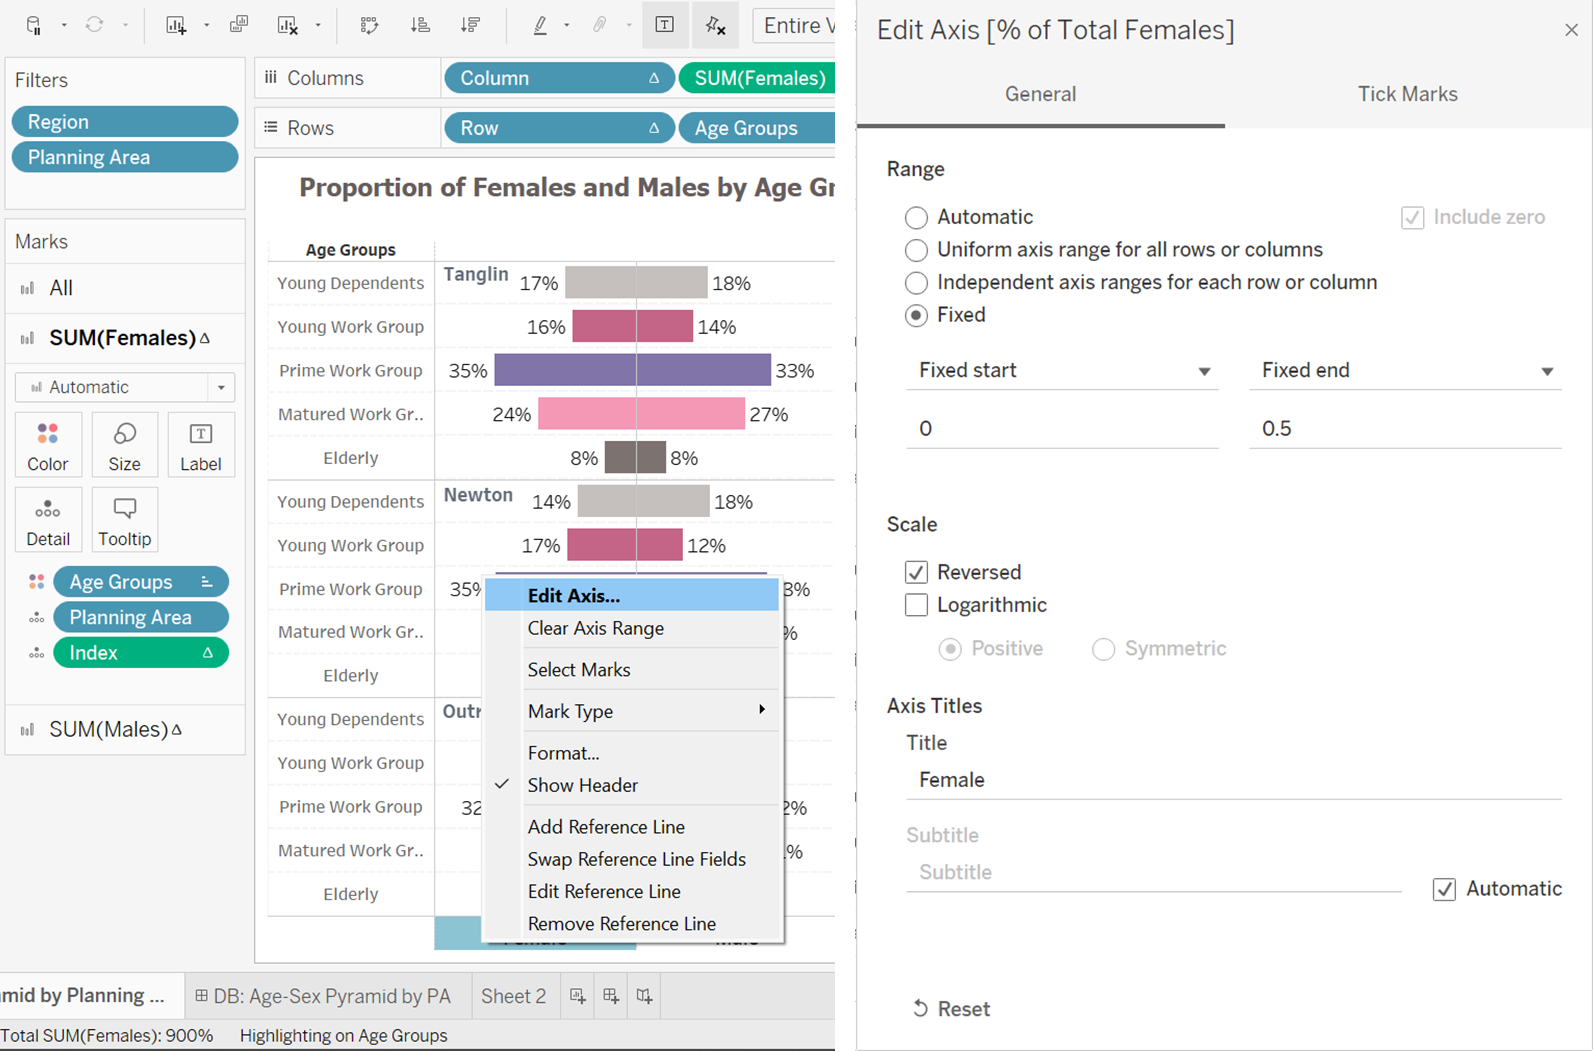 Entire V
Filters
Region
Planning Area
Marks
All
SUM(Females)
Automatic
Color
Size
Label
Detail
Tooltip
Age Groups
Planning Area
Index
SUM(Males)
Columns
Column
SUM(Females)
Rows
Row
Age Groups
Proportion of Females and Males by Age Gr
Age Groups
Young Dependents
Tanglin
17%
18%
Young Work Group
16%
14%
Prime Work Group
35%
33%
Matured Work Gr..
24%
27%
Elderly
8%
8%
Young Dependents
Newton
14%
18%
Young Work Group
17%
12%
Prime Work Group
35%
3%
Matured Work Gr..
%
Elderly
Young Dependents
Outr
Young Work Group
Prime Work Group
32
2%
Matured Work Gr..
%
Elderly
Female
Male
Edit Axis...
Clear Axis Range
Select Marks
Mark Type
Format...
Show Header
Add Reference Line
Swap Reference Line Fields
Edit Reference Line
Remove Reference Line
mid by Planning ...
DB: Age-Sex Pyramid by PA
Sheet 2
Total SUM(Females): 900%
Highlighting on Age Groups
Edit Axis [% of Total Females]
General
Tick Marks
Range
Automatic
Include zero
Uniform axis range for all rows or columns
Independent axis ranges for each row or column
Fixed
Fixed start
Fixed end
0
0.5
Scale
Reversed
Logarithmic
Positive
Symmetric
Axis Titles
Title
Female
Subtitle
Subtitle
Automatic
Reset